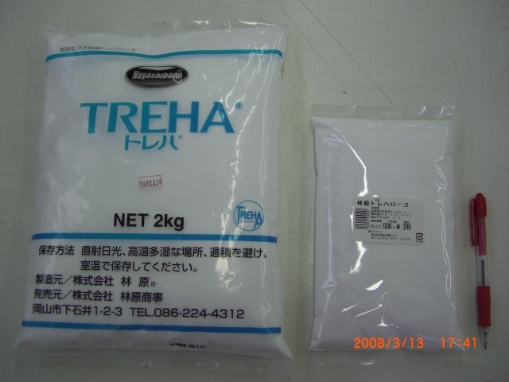 Hayashibara
TREHA®
トレハ®
NET 2kg
TREHA
保存方法 直射日光、高温多湿な場所、過積を避け、
室温で保存してください。
製造元/株式会社 林 原
発売元/株式会社 林原商事
岡山市下石井1-2-3 TEL.086-224-4312
林原トレハロース
2008/3/13 17:41